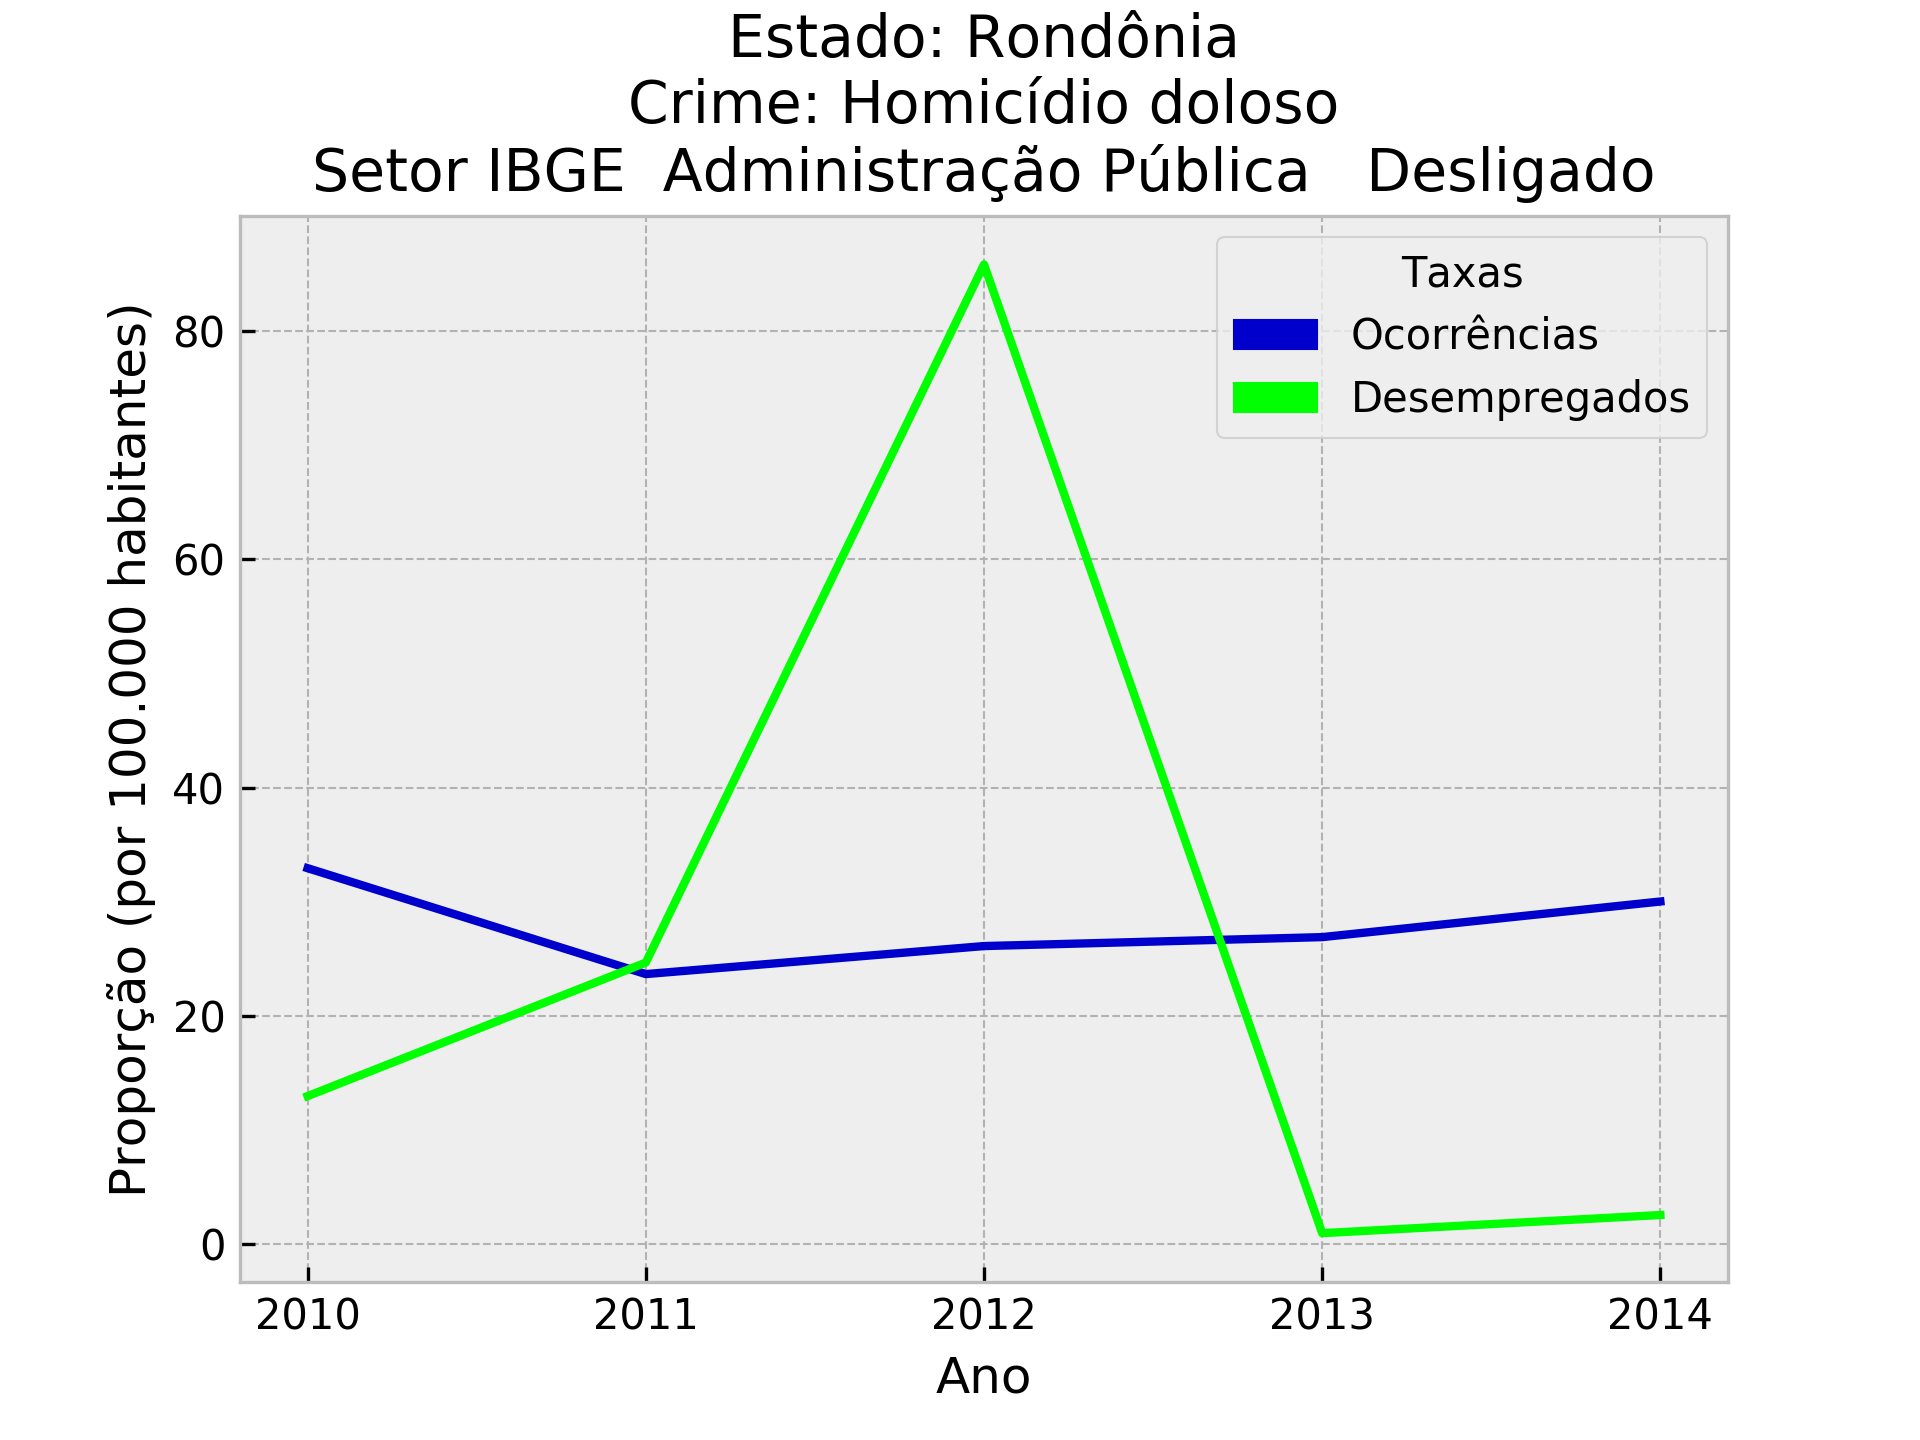 Estado: Rondônia
Crime: Homicídio doloso
Setor IBGE  Administração Pública   Desligado
Taxas
Ocorrências
Desempregados
Proporção (por 100.000 habitantes)
80
60
40
20
0
2010 2011 2012 2013 2014
Ano